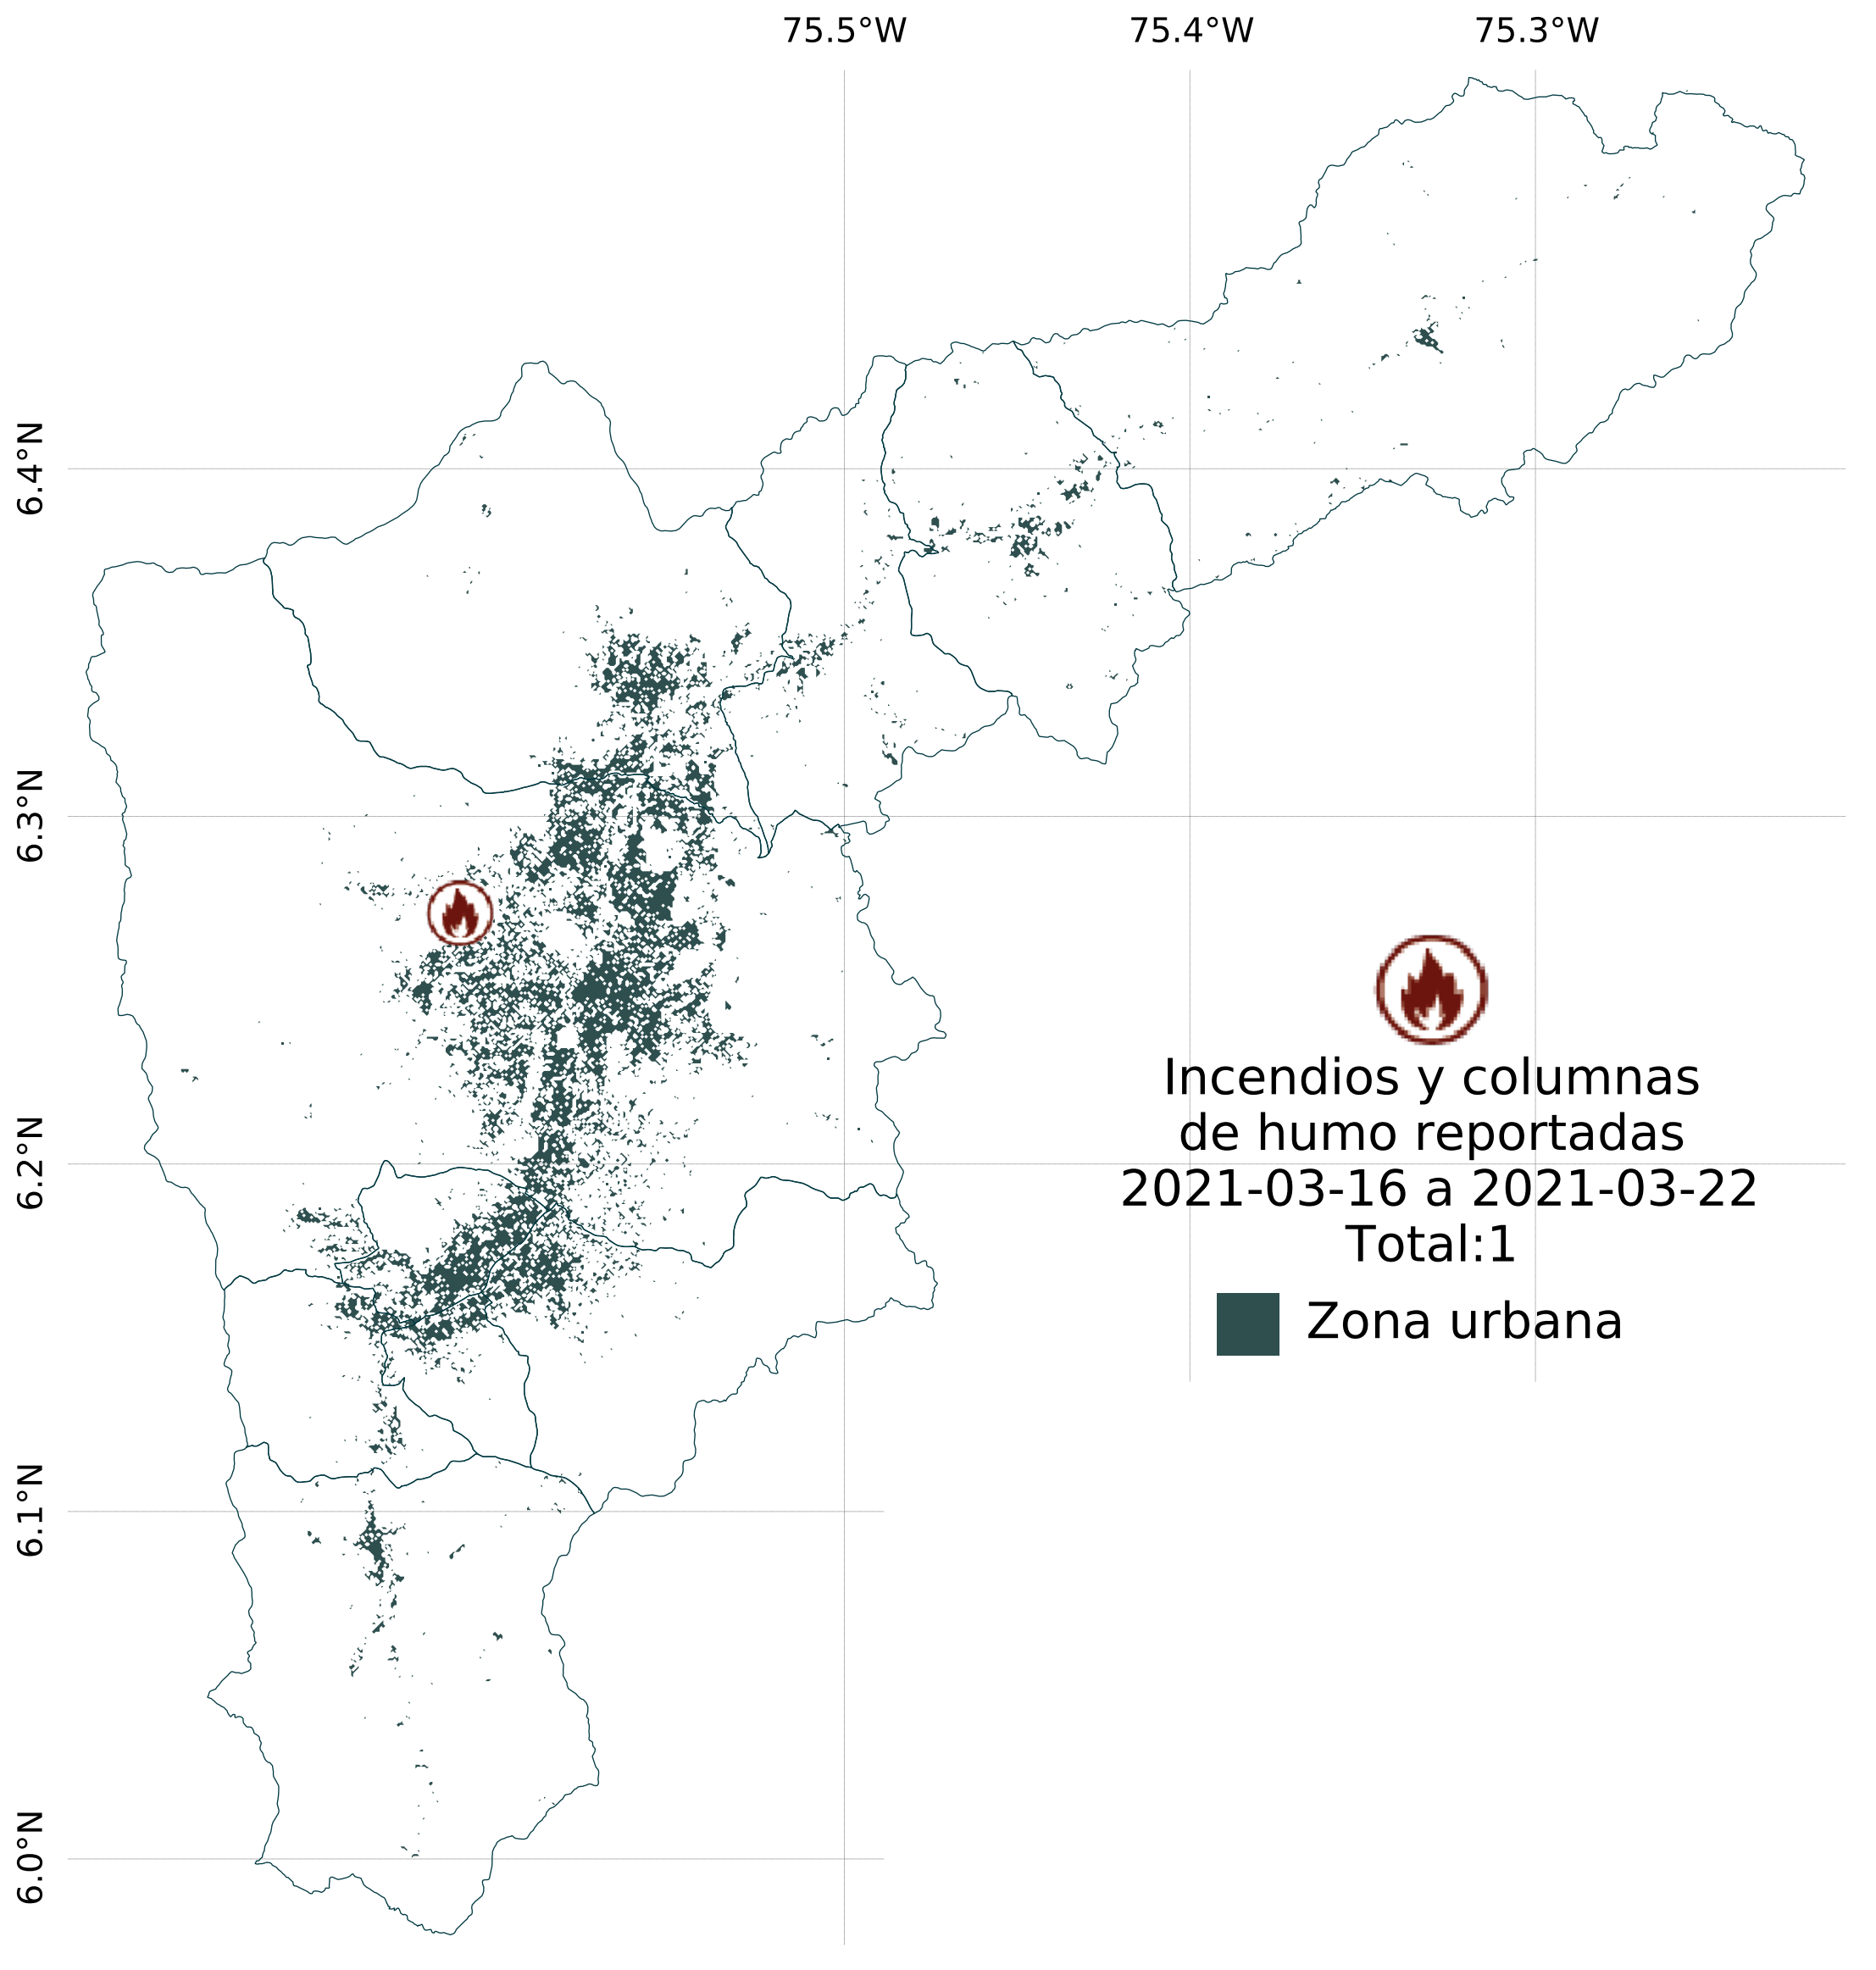 75.5°W
75.4°W
75.3°W
6.4°N
6.3°N
6.2°N
6.1°N
6.0°N
Incendios y columnas
de humo reportadas
2021-03-16 a 2021-03-22
Total:1
Zona urbana